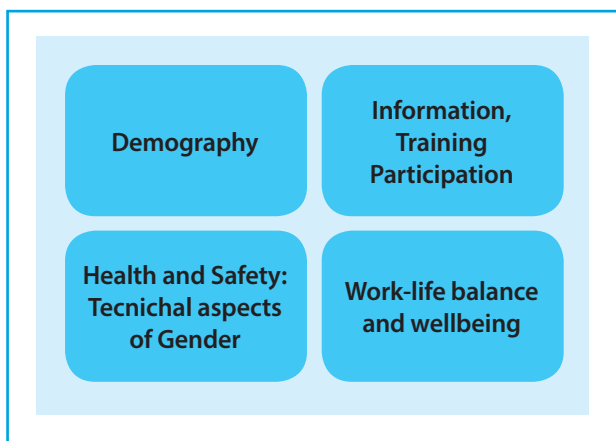 Demography
Information,
Training
Participation
Health and Safety:
Tecnichal aspects
of Gender
Work-life balance
and wellbeing